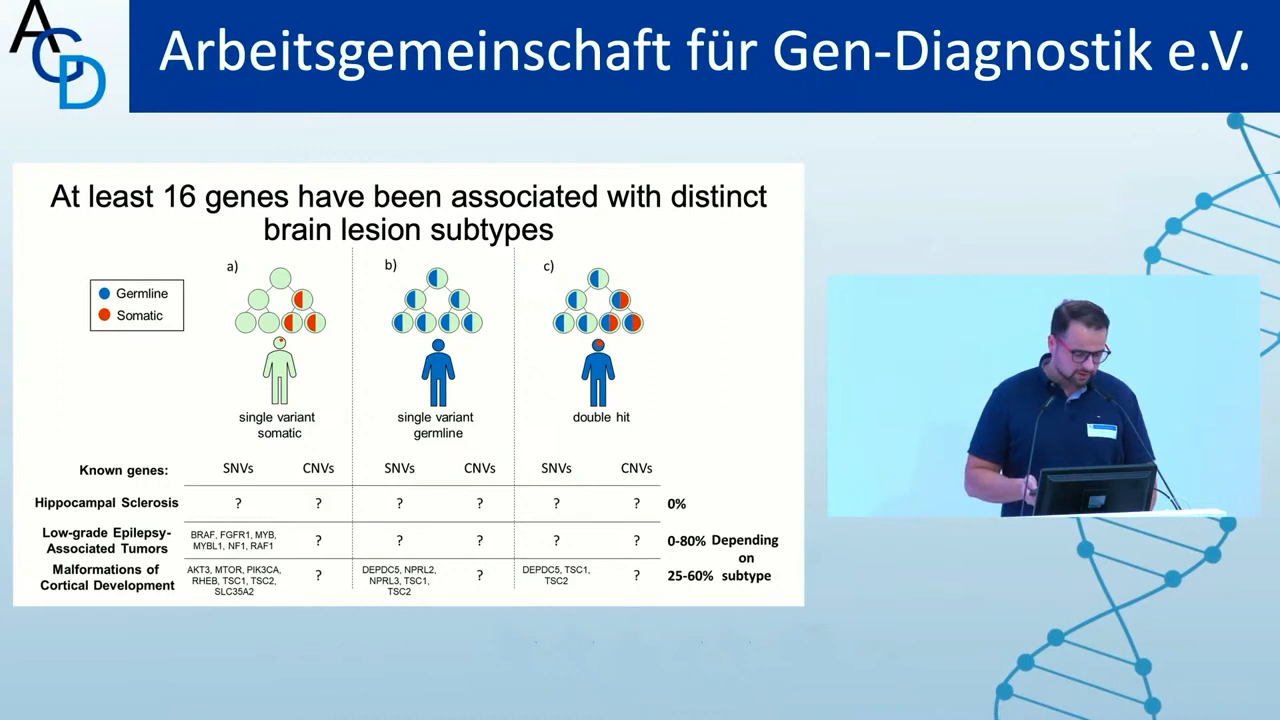 AGD
Arbeitsgemeinschaft für Gen-Diagnostik e.V.
At least 16 genes have been associated with distinct
brain lesion subtypes
a)
b)
c)
Germline
Somatic
single variant
somatic
single variant
germline
double hit
Known genes: SNVs CNVs SNVs CNVs SNVs CNVs
Hippocampal Sclerosis ? ? ? ? ? ? 0%
Low-grade Epilepsy-
Associated Tumors
BRAF, FGFR1, MYB,
MYBL1, NF1, RAF1
? ? ? ? ? 0-80%
Malformations of
Cortical Development
AKT3, MTOR, PIK3CA,
RHEB, TSC1, TSC2,
SLC35A2
?
DEPDC5, NPRL2,
NPRL3, TSC1,
TSC2
?
DEPDC5, TSC1,
TSC2
? 25-60%
Depending
on
subtype